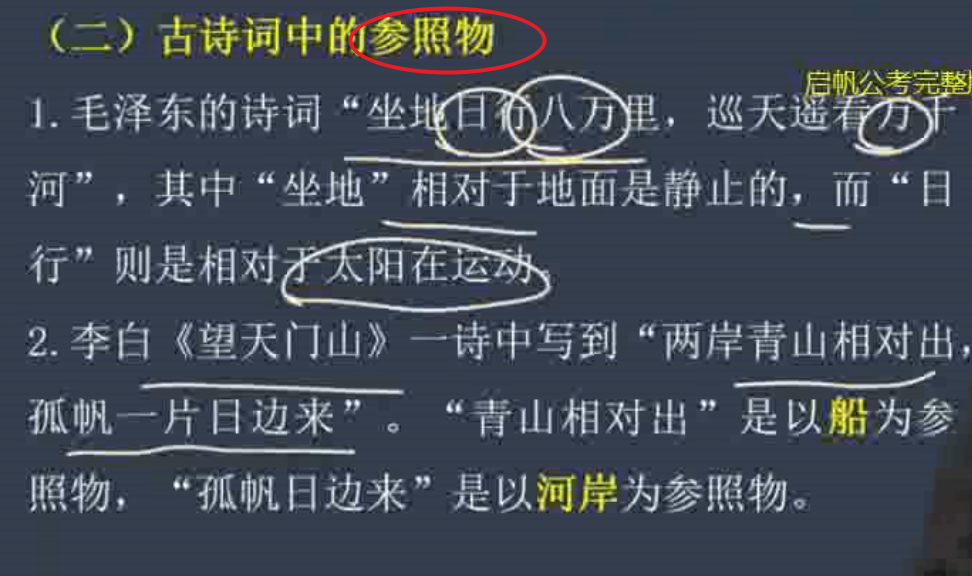 （二）古诗词中的参照物
启帆公考完整
1.毛泽东的诗词“坐地日行八万里，巡天遥看万千
河”，其中“坐地”相对于地面是静止的，而“日
行”则是相对于太阳在运动。
2.李白《望天门山》一诗中写到“两岸青山相对出，
孤帆一片日边来”。“青山相对出”是以船为参
照物，“孤帆日边来”是以河岸为参照物。